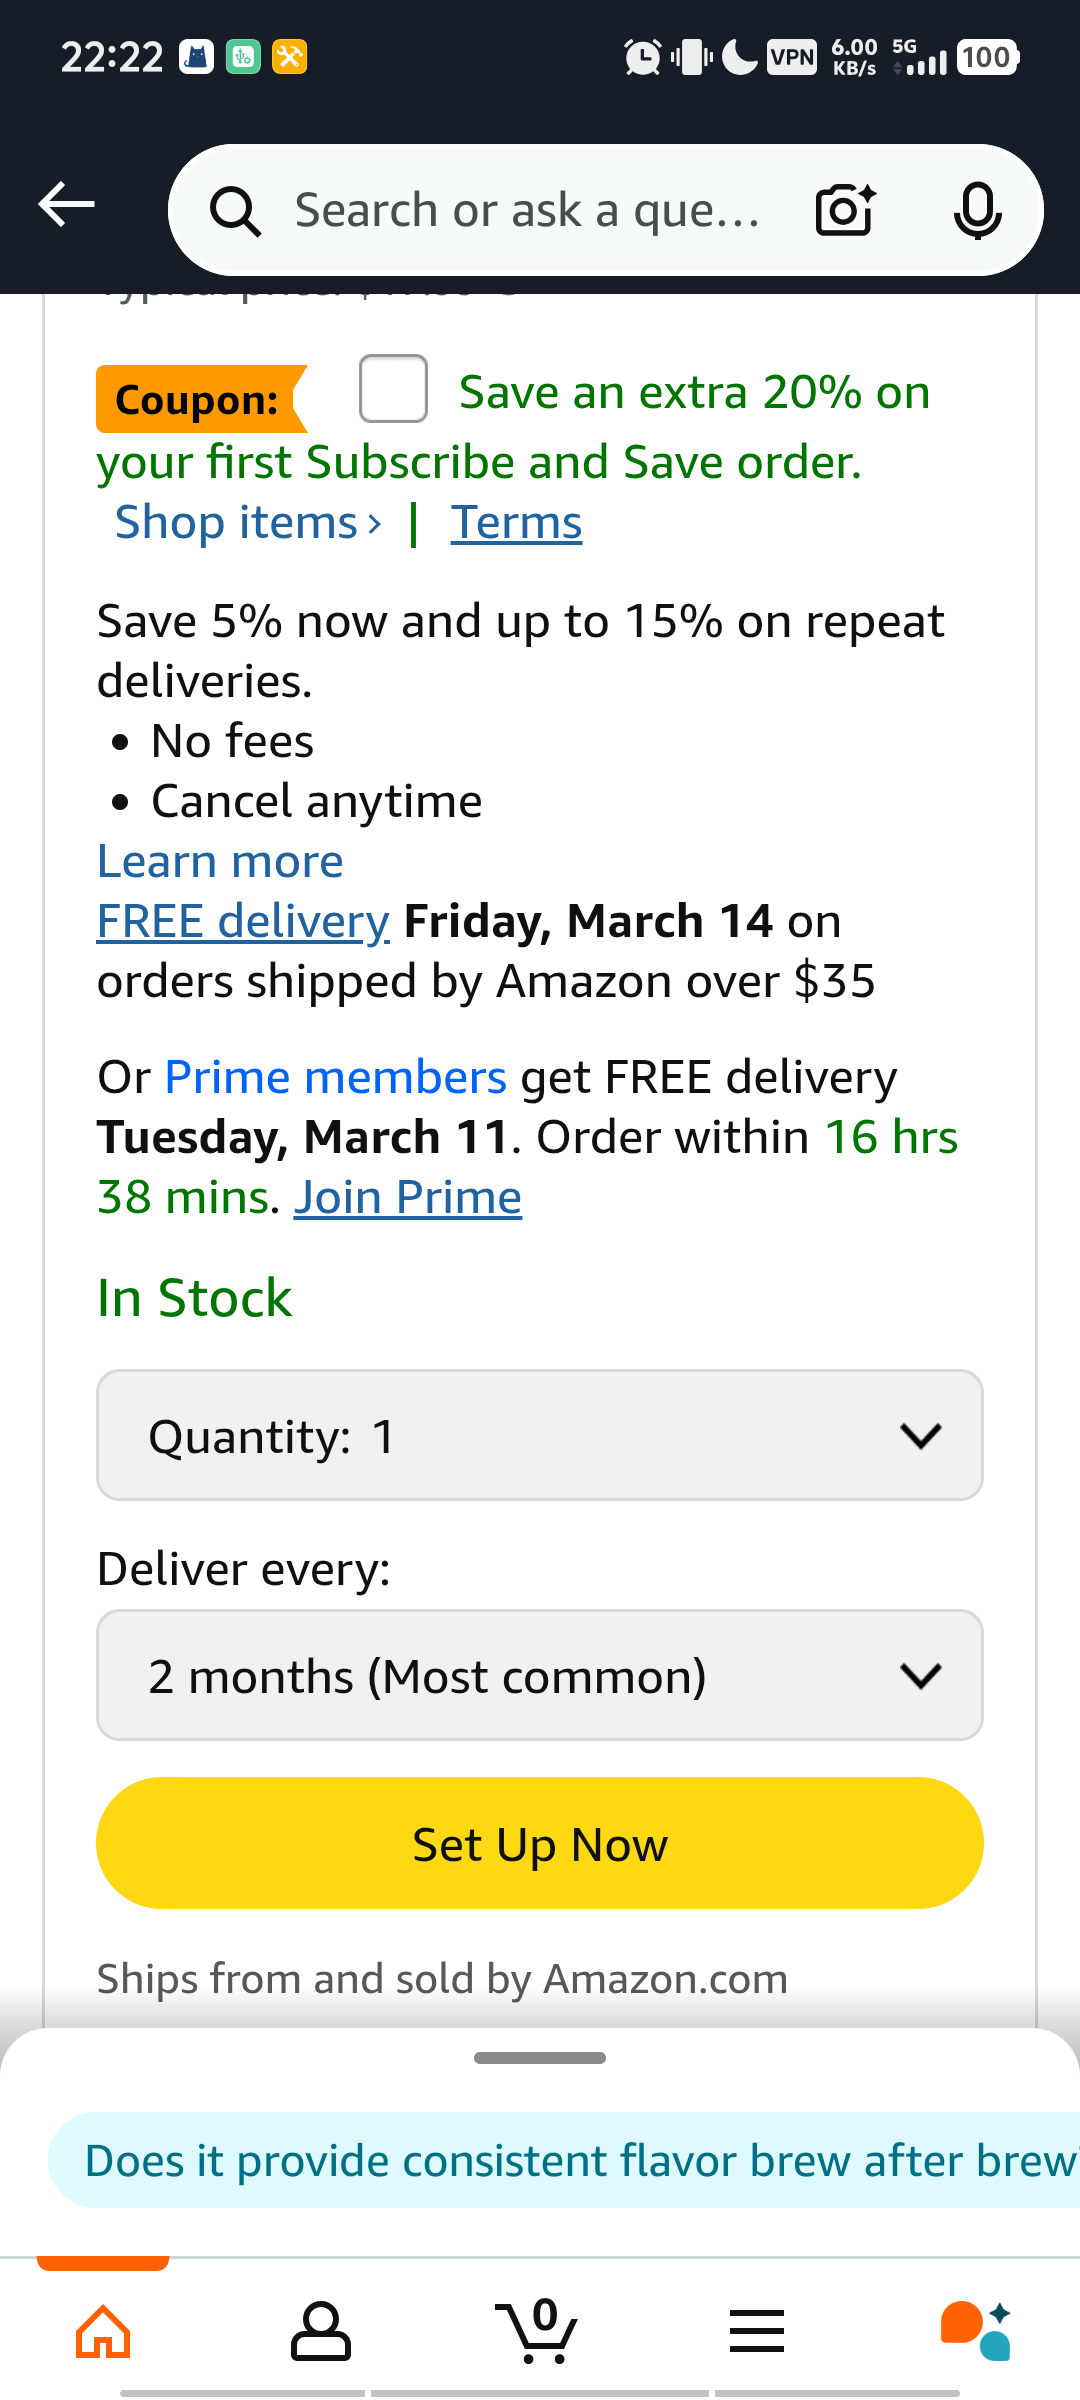 22:22
VPN
6.00
KB/s
5G
100
Search or ask a que...
Coupon:
Save an extra 20% on
your first Subscribe and Save order.
Shop items › | Terms
Save 5% now and up to 15% on repeat
deliveries.
• No fees
• Cancel anytime
Learn more
FREE delivery Friday, March 14 on
orders shipped by Amazon over $35
Or Prime members get FREE delivery
Tuesday, March 11. Order within 16 hrs
38 mins. Join Prime
In Stock
Quantity: 1
Deliver every:
2 months (Most common)
Set Up Now
Ships from and sold by Amazon.com
Does it provide consistent flavor brew after brew
0